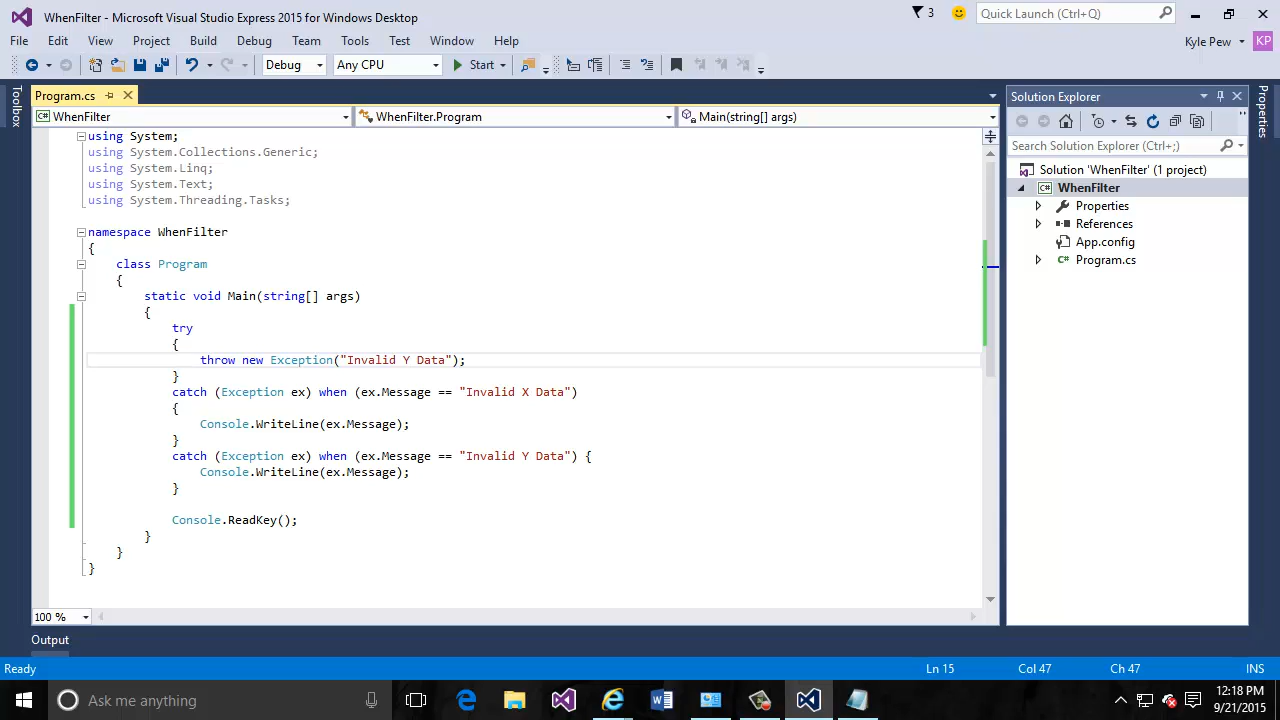 WhenFilter - Microsoft Visual Studio Express 2015 for Windows Desktop
3
Quick Launch (Ctrl+Q)
File Edit View Project Build Debug Team Tools Test Window Help
Kyle Pew KP
Debug Any CPU Start
Toolbox
Program.cs
WhenFilter WhenFilter.Program Main(string[] args)
using System;
using System.Collections.Generic;
using System.Linq;
using System.Text;
using System.Threading.Tasks;
namespace WhenFilter
{
class Program
{
static void Main(string[] args)
{
try
{
throw new Exception("Invalid Y Data");
}
catch (Exception ex) when (ex.Message == "Invalid X Data")
{
Console.WriteLine(ex.Message);
}
catch (Exception ex) when (ex.Message == "Invalid Y Data") {
Console.WriteLine(ex.Message);
}
Console.ReadKey();
}
}
}
100 %
Output
Solution Explorer
Search Solution Explorer (Ctrl+;)
Solution 'WhenFilter' (1 project)
C# WhenFilter
Properties
References
App.config
C# Program.cs
Properties
Ready Ln 15 Col 47 Ch 47 INS
Ask me anything
12:18 PM
9/21/2015